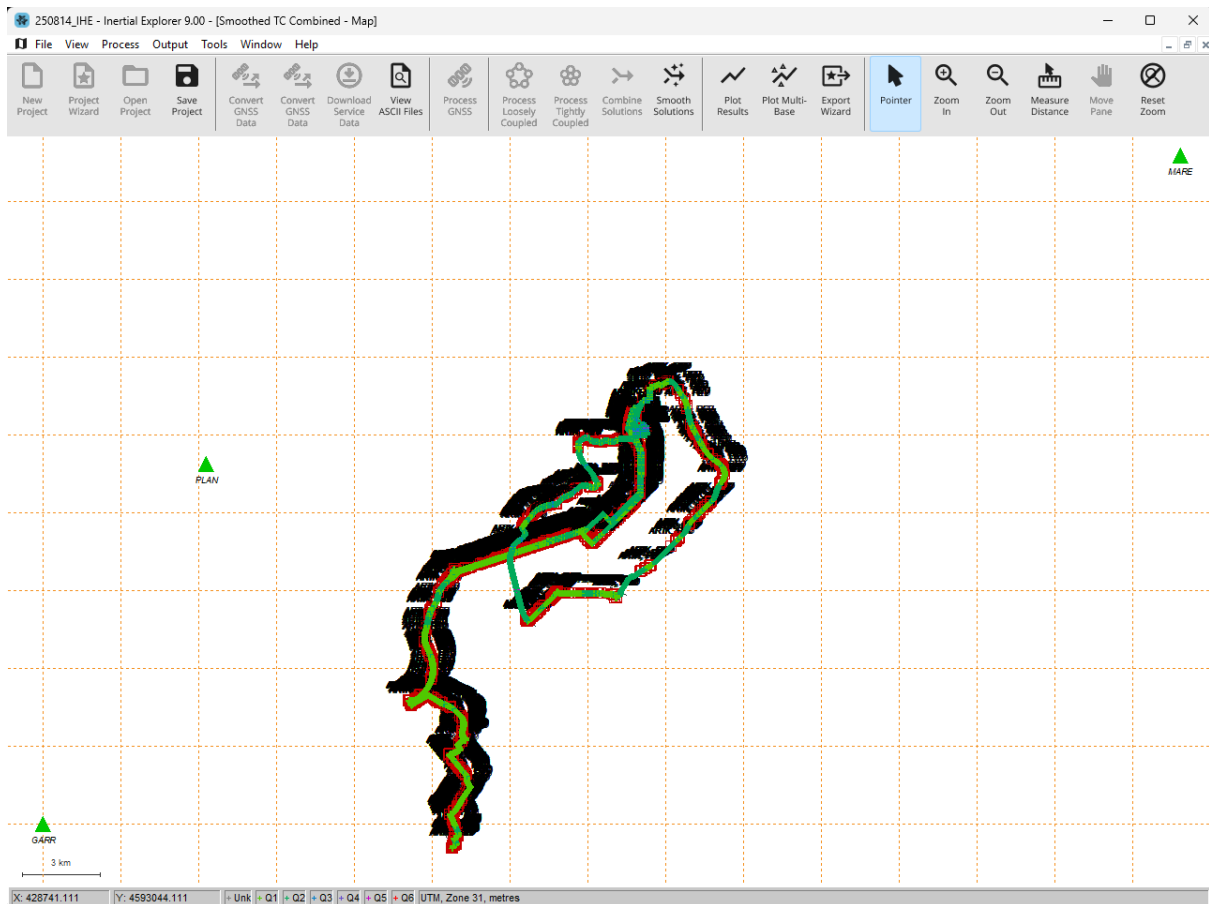 250814_IHE - Inertial Explorer 9.00 - [Smoothed TC Combined - Map]
File View Process Output Tools Window Help
New Project
Project Wizard
Open Project
Save Project
Convert GNSS Data
Convert GNSS Data
Download Service Data
View ASCII Files
Process GNSS
Process Loosely Coupled
Process Tightly Coupled
Combine Solutions
Smooth Solutions
Plot Results
Plot Multi-Base
Export Wizard
Pointer
Zoom In
Zoom Out
Measure Distance
Move Pane
Reset Zoom
MARE
PLAN
GARR
3 km
X: 428741.111 Y: 4593044.111 + Unk + Q1 + Q2 + Q3 + Q4 + Q5 + Q6 UTM, Zone 31, metres